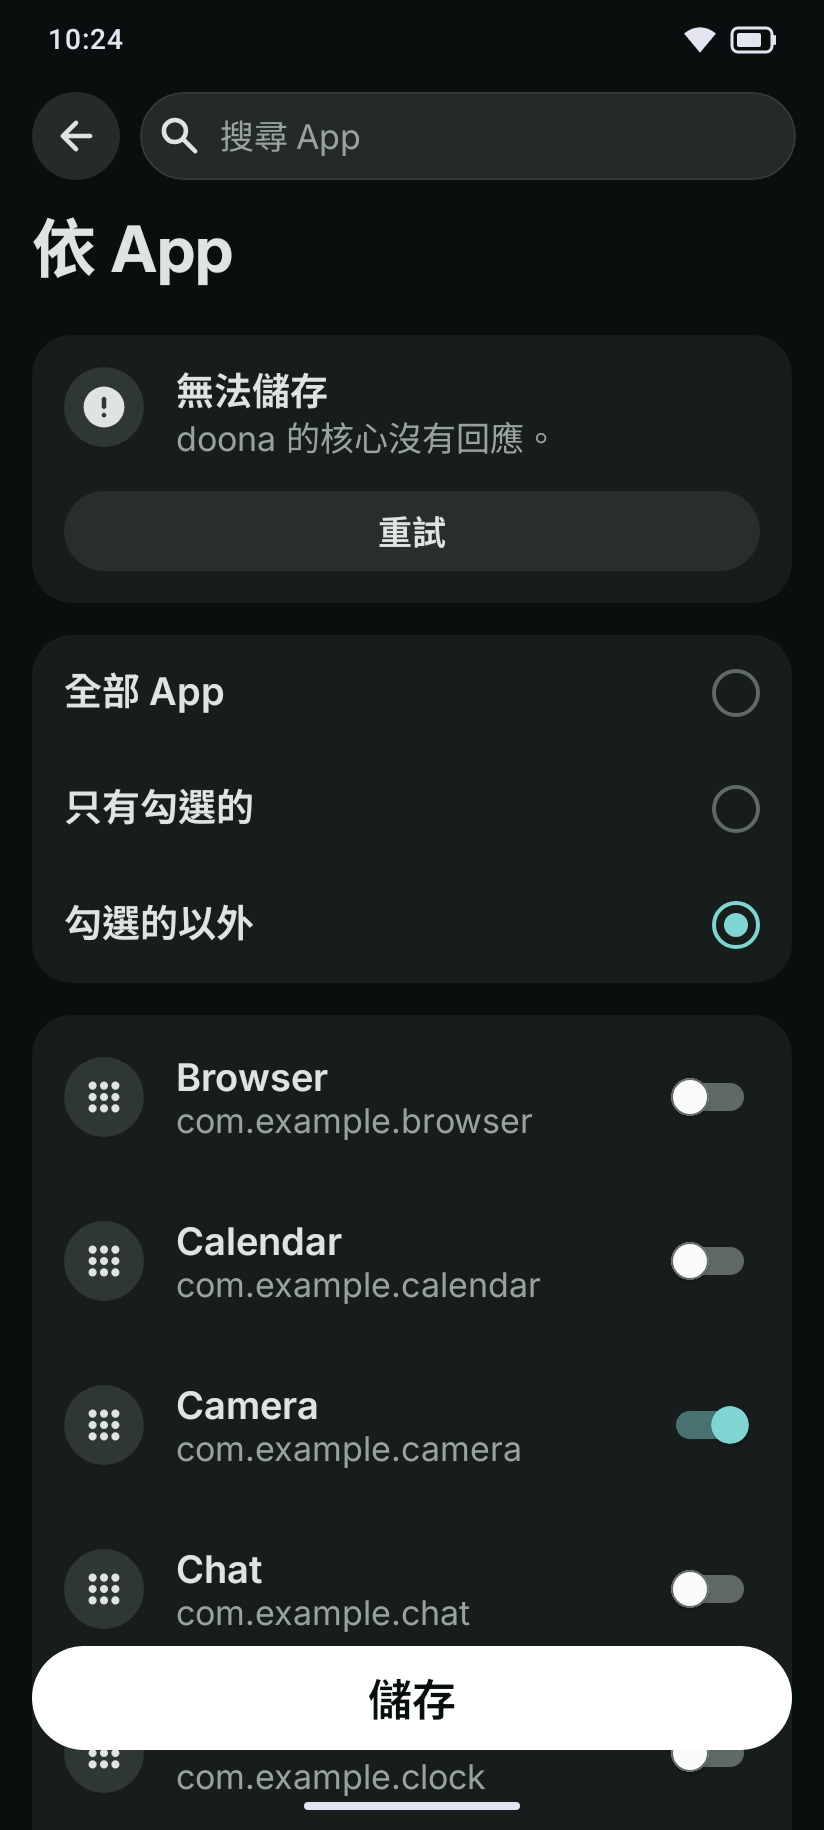 10:24
搜尋 App
依 App
無法儲存
doona 的核心沒有回應。
重試
全部 App
只有勾選的
勾選的以外
Browser
com.example.browser
Calendar
com.example.calendar
Camera
com.example.camera
Chat
com.example.chat
儲存
com.example.clock